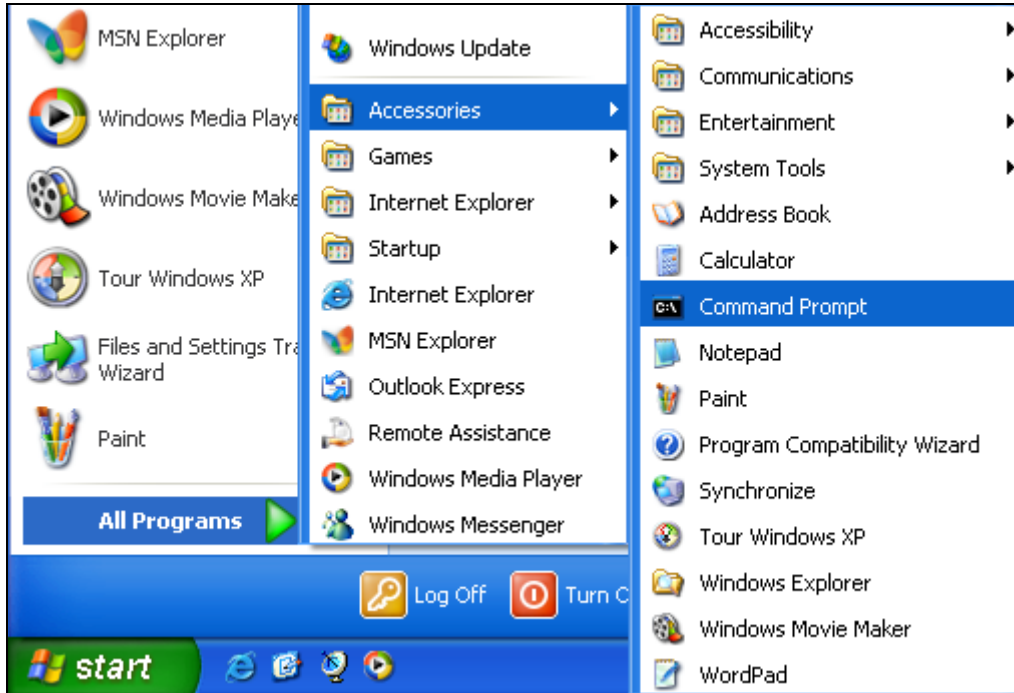 MSN Explorer
Windows Media Playe
Windows Movie Make
Tour Windows XP
Files and Settings Tra
Wizard
Paint
All Programs
Windows Update
Accessories
Games
Internet Explorer
Startup
Internet Explorer
MSN Explorer
Outlook Express
Remote Assistance
Windows Media Player
Windows Messenger
Accessibility
Communications
Entertainment
System Tools
Address Book
Calculator
C:\
Command Prompt
Notepad
Paint
Program Compatibility Wizard
Synchronize
Tour Windows XP
Windows Explorer
Windows Movie Maker
WordPad
Log Off
Turn C
start